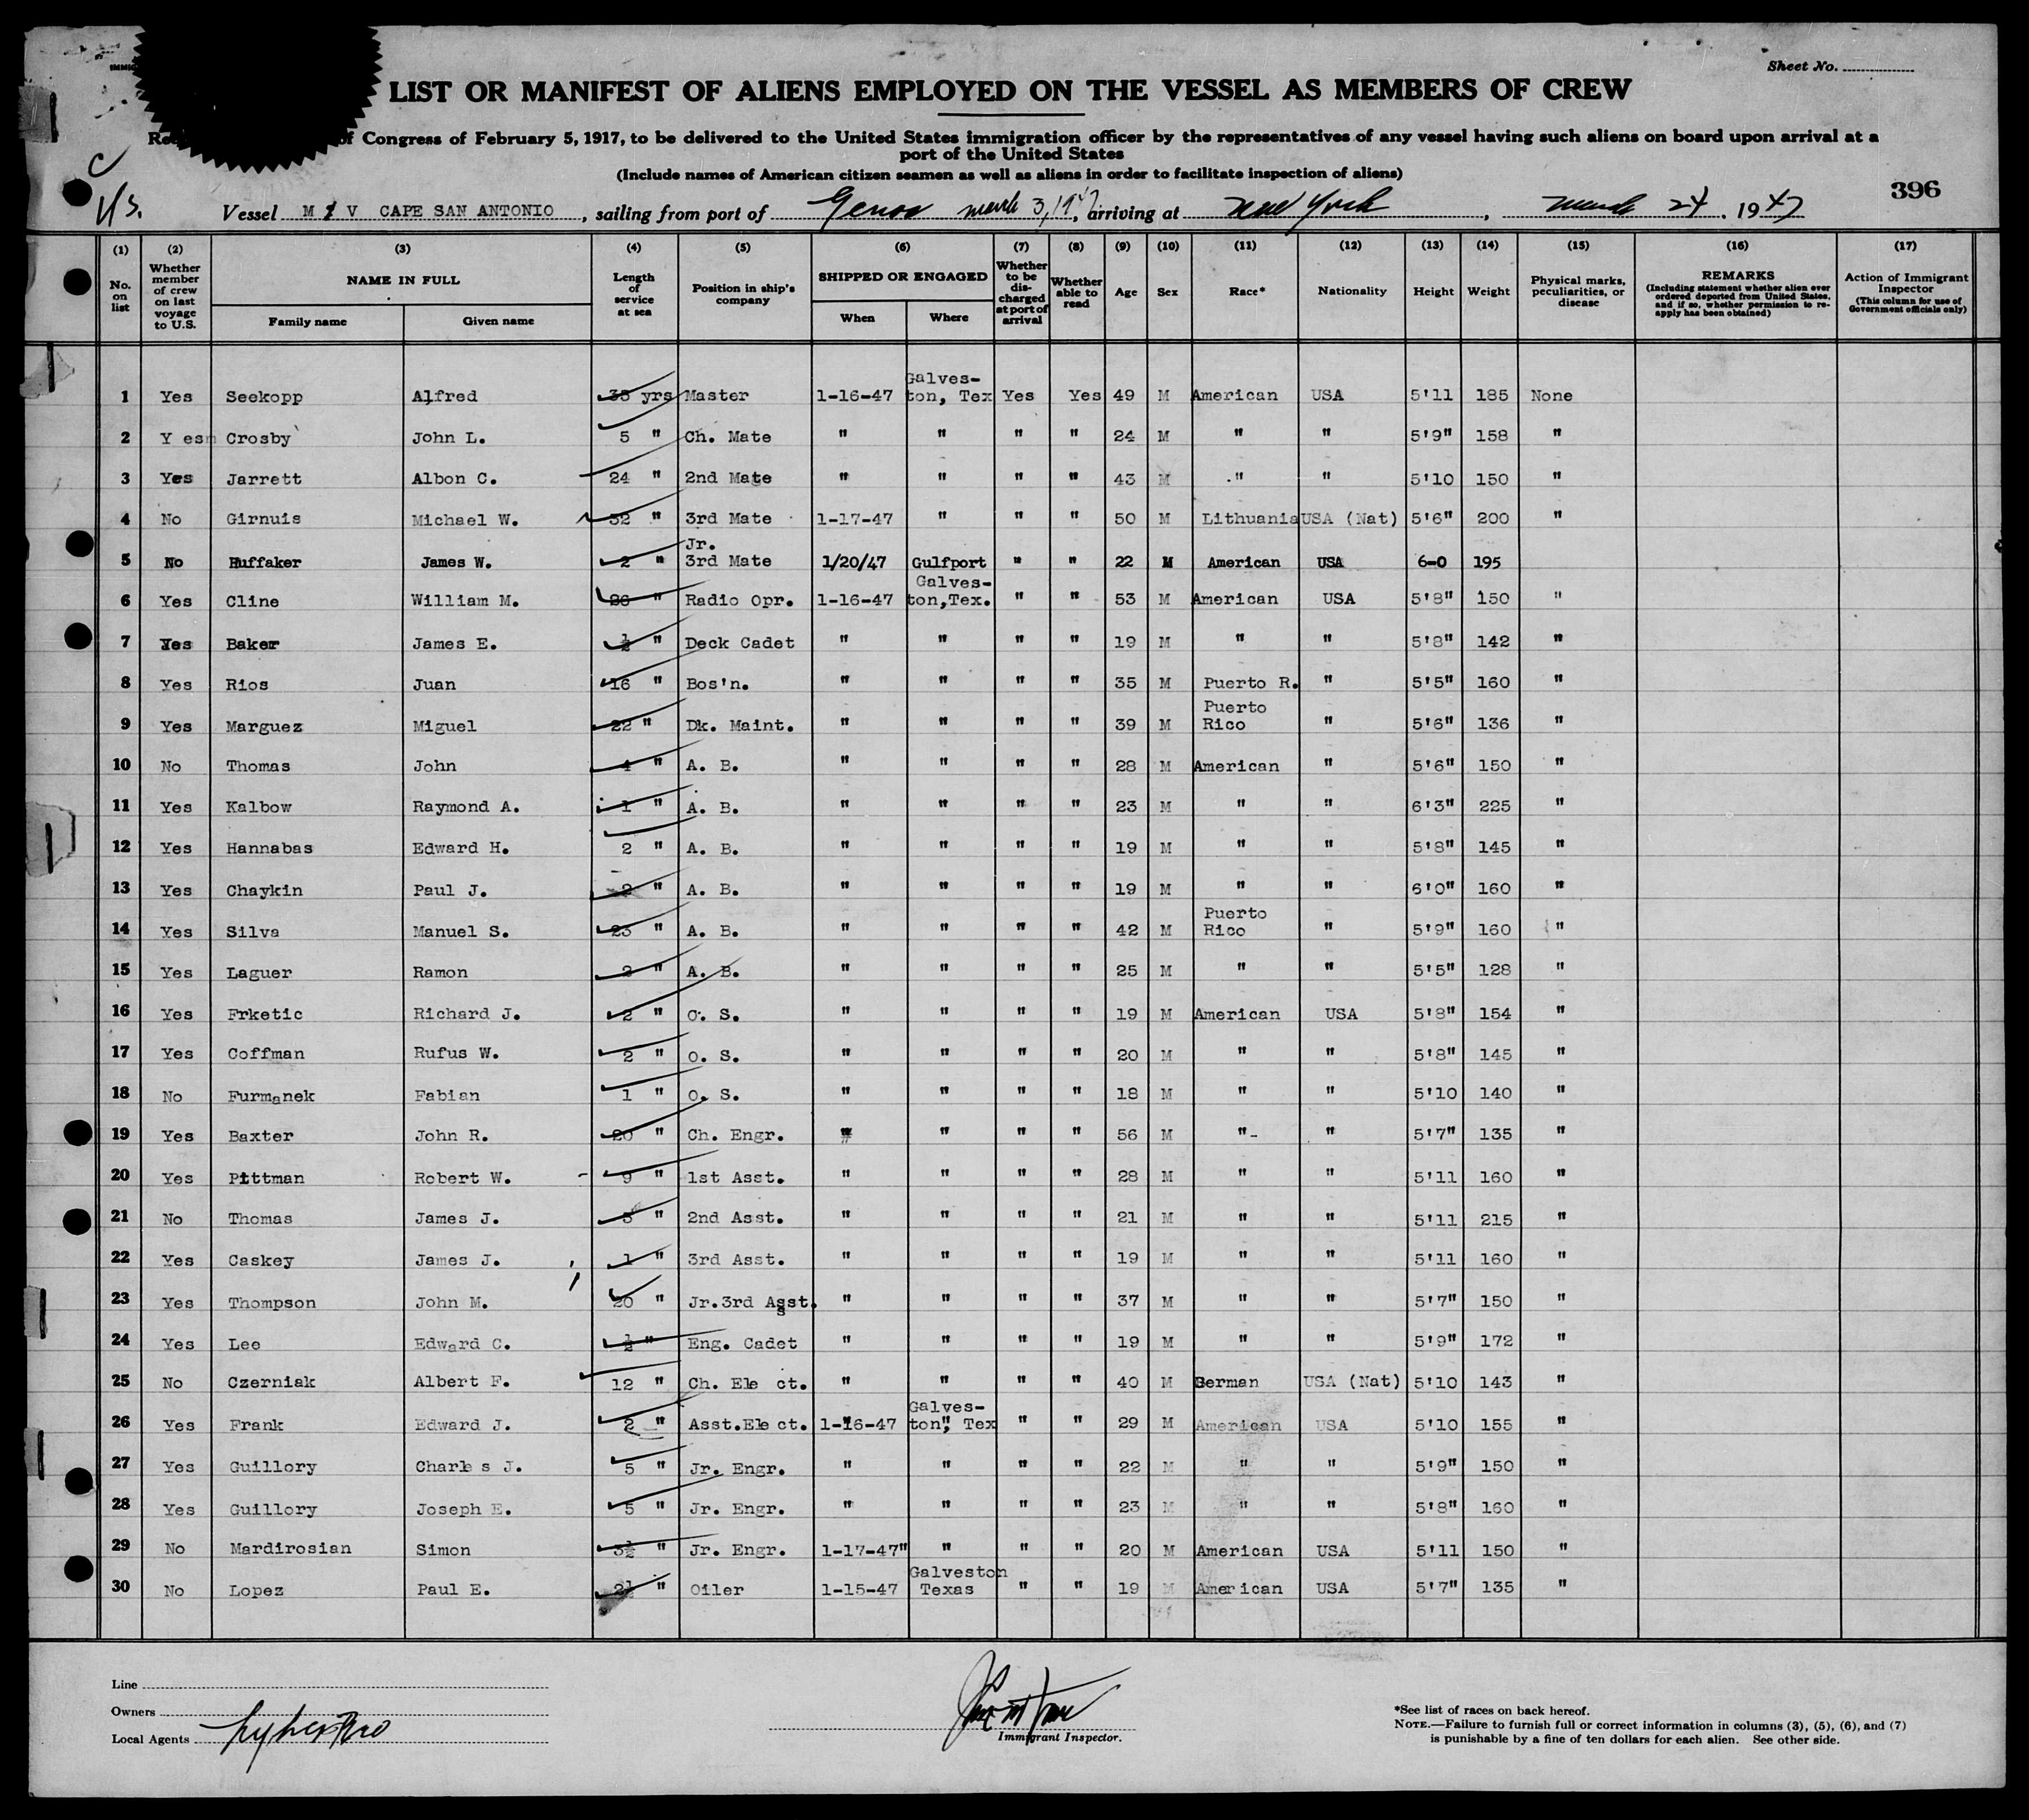 Sheet No.
LIST OR MANIFEST OF ALIENS EMPLOYED ON THE VESSEL AS MEMBERS OF CREW
of Congress of February 5, 1917, to be delivered to the United States immigration officer by the representatives of any vessel having such aliens on board upon arrival at a
port of the United States
(Include names of American citizen seamen as well as aliens in order to facilitate inspection of aliens)
396
Vessel M V CAPE SAN ANTONIO, sailing from port of Genoa March 3, 1947, arriving at New York, March 24, 1947
(1) (2) (3) (4) (5) (6) (7) (8) (9) (10) (11) (12) (13) (14) (15) (16) (17)
No. on list
Whether member of crew on last voyage to U.S.
NAME IN FULL
Family name Given name
Length of service at sea
Position in ship's company
SHIPPED OR ENGAGED
When Where
Whether to be discharged at port of arrival
Whether able to read
Age
Sex
Race*
Nationality
Height
Weight
Physical marks, peculiarities, or disease
REMARKS
(Including statement whether alien ever ordered deported from United States, and if so, whether permission to re-apply has been obtained)
Action of Immigrant Inspector
(This column for use of Government officials only)
1 Yes Seekopp Alfred 35 yrs Master 1-16-47 Galves-ton, Tex Yes Yes 49 M American USA 5'11 185 None
2 Yes Crosby John L. 5 " Ch. Mate " " " " 24 M " " 5'9" 158 "
3 Yes Jarrett Albon C. 24 " 2nd Mate " " " " 43 M " " 5'10 150 "
4 No Girnuis Michael W. 32 " 3rd Mate 1-17-47 " " " 50 M Lithuania USA (Nat) 5'6" 200 "
5 No Huffaker James W. 2 " Jr. 3rd Mate 1/20/47 Gulfport " " 22 M American USA 6-0 195
6 Yes Cline William M. 26 " Radio Opr. 1-16-47 Galves-ton,Tex. " " 53 M American USA 5'8" 150 "
7 Yes Baker James E. ½ " Deck Cadet " " " " 19 M " " 5'8" 142 "
8 Yes Rios Juan 16 " Bos'n. " " " " 35 M Puerto R. " 5'5" 160 "
9 Yes Marguez Miguel 22 " Dk. Maint. " " " " 39 M Puerto Rico " 5'6" 136 "
10 No Thomas John 4 " A. B. " " " " 28 M American " 5'6" 150 "
11 Yes Kalbow Raymond A. 1 " A. B. " " " " 23 M " " 6'3" 225 "
12 Yes Hannabas Edward H. 2 " A. B. " " " " 19 M " " 5'8" 145 "
13 Yes Chaykin Paul J. 2 " A. B. " " " " 19 M " " 6'0" 160 "
14 Yes Silva Manuel S. 23 " A. B. " " " " 42 M Puerto Rico " 5'9" 160 "
15 Yes Laguer Ramon 2 " A. B. " " " " 25 M " " 5'5" 128 "
16 Yes Frketic Richard J. 2 " O. S. " " " " 19 M American USA 5'8" 154 "
17 Yes Coffman Rufus W. 2 " O. S. " " " " 20 M " " 5'8" 145 "
18 No Furmanek Fabian 1 " O. S. " " " " 18 M " " 5'10 140 "
19 Yes Baxter John R. 20 " Ch. Engr. " " " " 56 M " " 5'7" 135 "
20 Yes Pittman Robert W. 9 " 1st Asst. " " " " 28 M " " 5'11 160 "
21 No Thomas James J. 5 " 2nd Asst. " " " " 21 M " " 5'11 215 "
22 Yes Caskey James J. 1 " 3rd Asst. " " " " 19 M " " 5'11 160 "
23 Yes Thompson John M. 20 " Jr.3rd Asst. " " " " 37 M " " 5'7" 150 "
24 Yes Lee Edward C. ½ " Eng. Cadet " " " " 19 M " " 5'9" 172 "
25 No Czerniak Albert F. 12 " Ch. Ele ct. " " " " 40 M German USA (Nat) 5'10 143 "
26 Yes Frank Edward J. 2 " Asst.Ele ct. 1-16-47 Galves-ton, Tex " " 29 M American USA 5'10 155 "
27 Yes Guillory Charle s J. 5 " Jr. Engr. " " " " 22 M " " 5'9" 150 "
28 Yes Guillory Joseph E. 5 " Jr. Engr. " " " " 23 M " " 5'8" 160 "
29 No Mardirosian Simon 3½ " Jr. Engr. 1-17-47" " " " 20 M American USA 5'11 150 "
30 No Lopez Paul E. 2½ " Oiler 1-15-47 Galveston Texas " " 19 M American USA 5'7" 135 "
Line
Owners
Local Agents
Immigrant Inspector.
*See list of races on back hereof.
NOTE.—Failure to furnish full or correct information in columns (3), (5), (6), and (7)
is punishable by a fine of ten dollars for each alien. See other side.